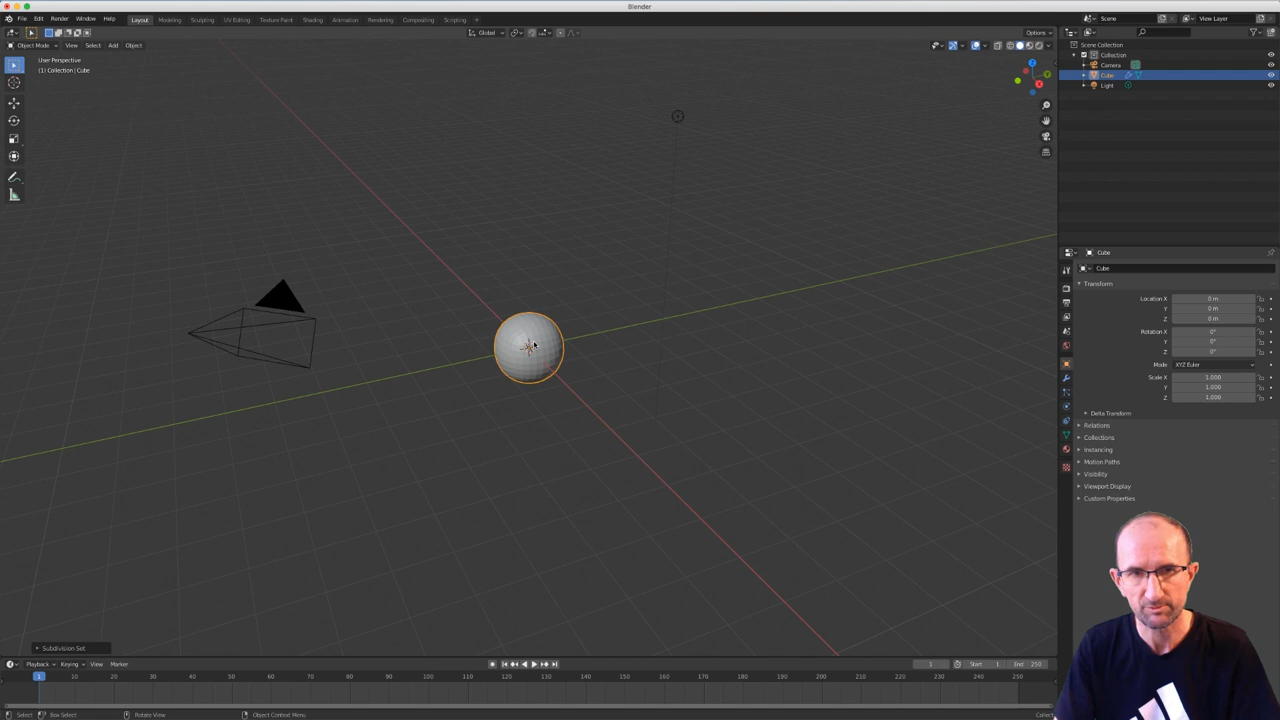 Blender
File Edit Render Window Help Layout Modeling Sculpting UV Editing Texture Paint Shading Animation Rendering Compositing Scripting + Scene View Layer
Global Options
Object Mode View Select Add Object
User Perspective
(1) Collection | Cube
Scene Collection
Collection
Camera
Cube
Light
Z
Y
X
Cube
Cube
Transform
Location X 0 m
Y 0 m
Z 0 m
Rotation X 0°
Y 0°
Z 0°
Mode XYZ Euler
Scale X 1.000
Y 1.000
Z 1.000
Delta Transform
Relations
Collections
Instancing
Motion Paths
Visibility
Viewport Display
Custom Properties
Subdivision Set
Playback Keying View Marker 1 Start 1 End 250
1 10 20 30 40 50 60 70 80 90 100 110 120 130 140 150 160 170 180 190 200 210 220 230 240 250
Select Box Select Rotate View Object Context Menu Collect